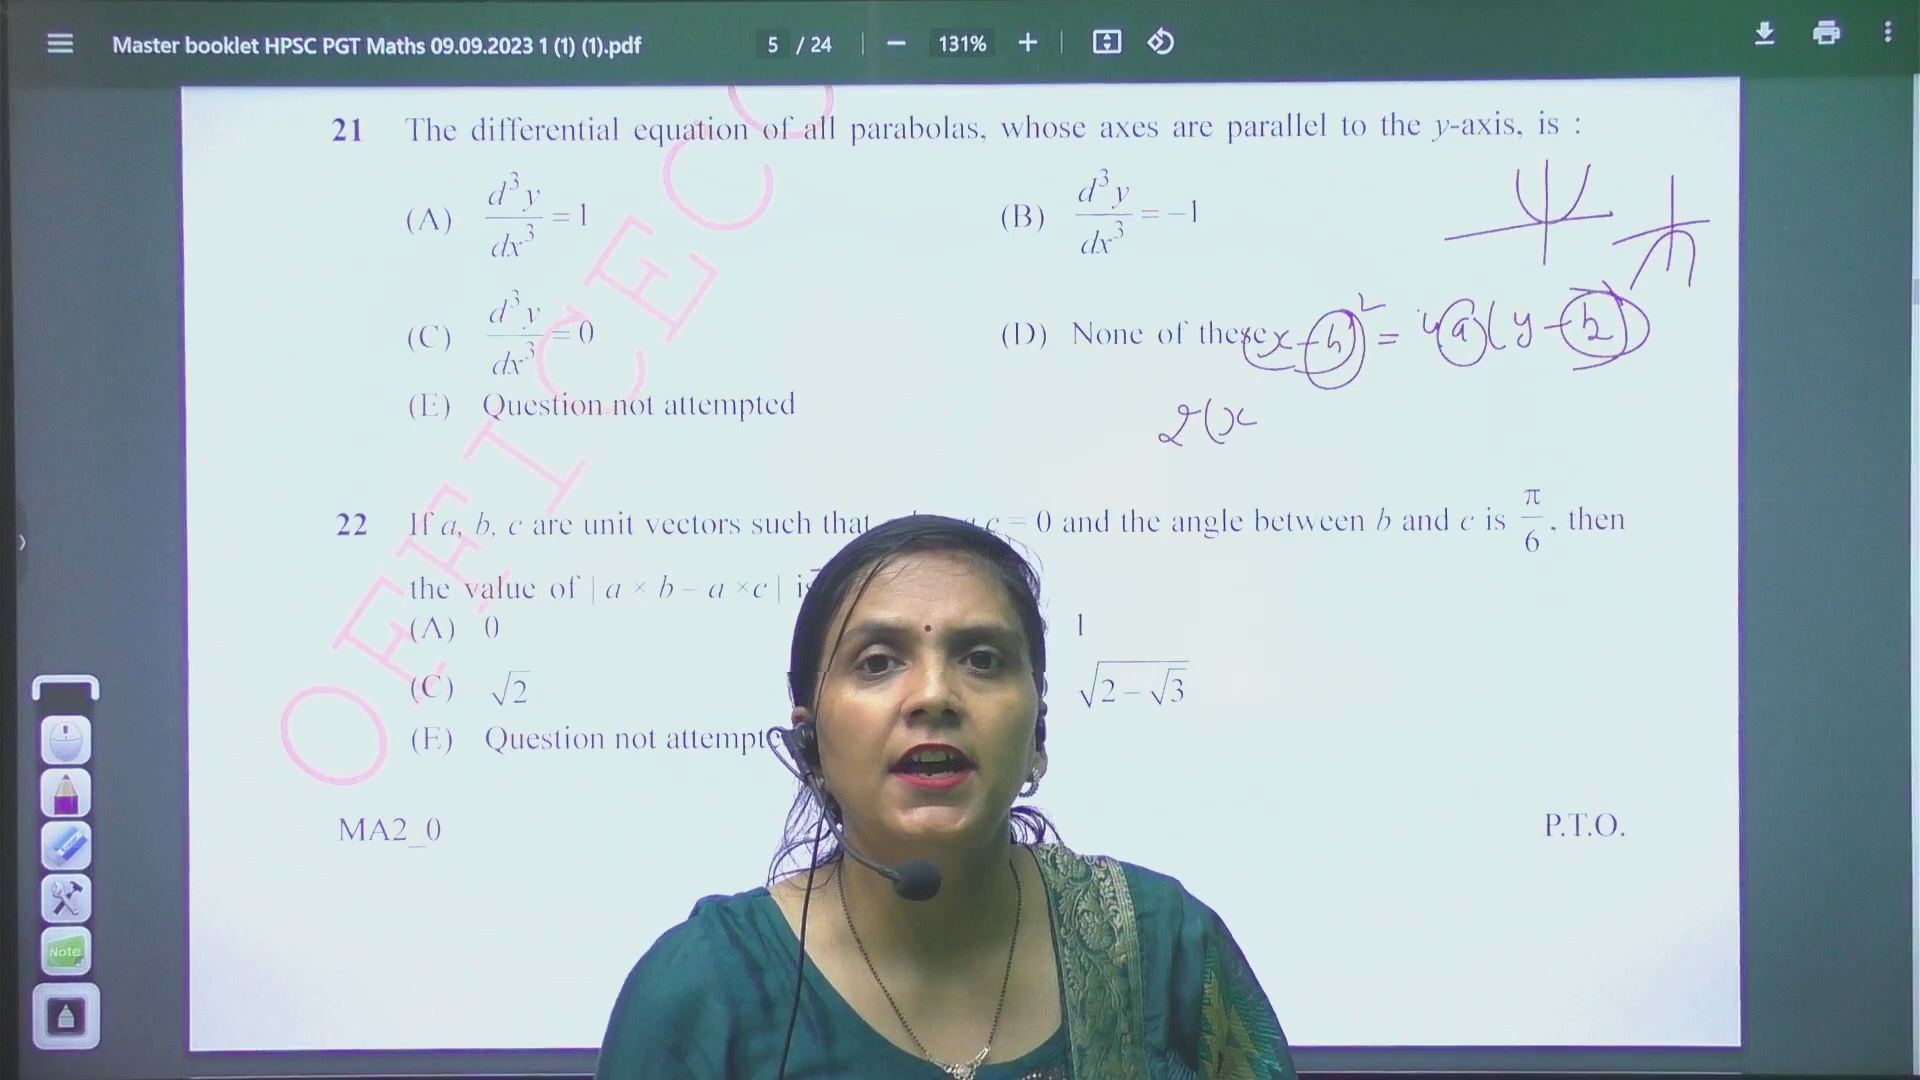 Master booklet HPSC PGT Maths 09.09.2023 1 (1) (1).pdf 5 / 24 131%
21 The differential equation of all parabolas, whose axes are parallel to the y-axis, is :
(A) d³y/dx³ = 1 (B) d³y/dx³ = −1
(C) d³y/dx³ = 0 (D) None of these
(x − h)² = 4a(y − k)
(E) Question not attempted
2(x
22 If a, b, c are unit vectors such that c = 0 and the angle between b and c is π/6, then
the value of | a × b − a × c | is
(A) 0 1
(C) √2 √(2 − √3)
(E) Question not attempte
MA2_0 P.T.O.
OFFICE C
Note